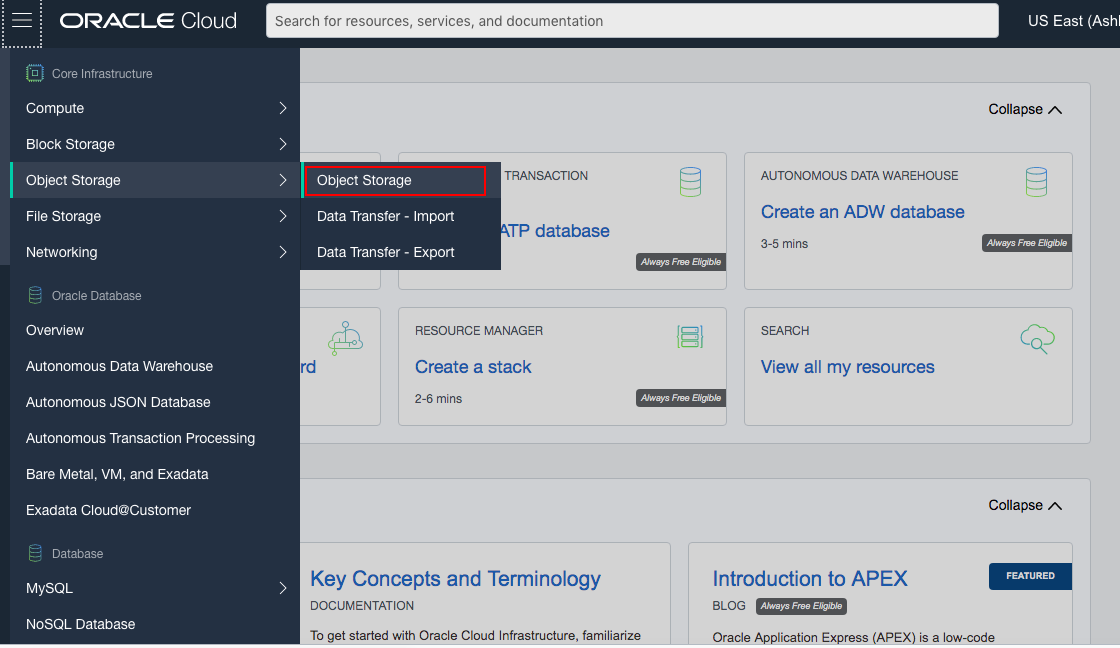 ORACLE Cloud
Search for resources, services, and documentation
US East (Ash
Core Infrastructure
Compute
Block Storage
Object Storage
File Storage
Networking
Oracle Database
Overview
Autonomous Data Warehouse
Autonomous JSON Database
Autonomous Transaction Processing
Bare Metal, VM, and Exadata
Exadata Cloud@Customer
Database
MySQL
NoSQL Database
Object Storage
Data Transfer - Import
Data Transfer - Export
Collapse
TRANSACTION
ATP database
Always Free Eligible
AUTONOMOUS DATA WAREHOUSE
Create an ADW database
3-5 mins
Always Free Eligible
rd
RESOURCE MANAGER
Create a stack
2-6 mins
Always Free Eligible
SEARCH
View all my resources
Collapse
Key Concepts and Terminology
DOCUMENTATION
To get started with Oracle Cloud Infrastructure, familiarize
Introduction to APEX
FEATURED
BLOG Always Free Eligible
Oracle Application Express (APEX) is a low-code